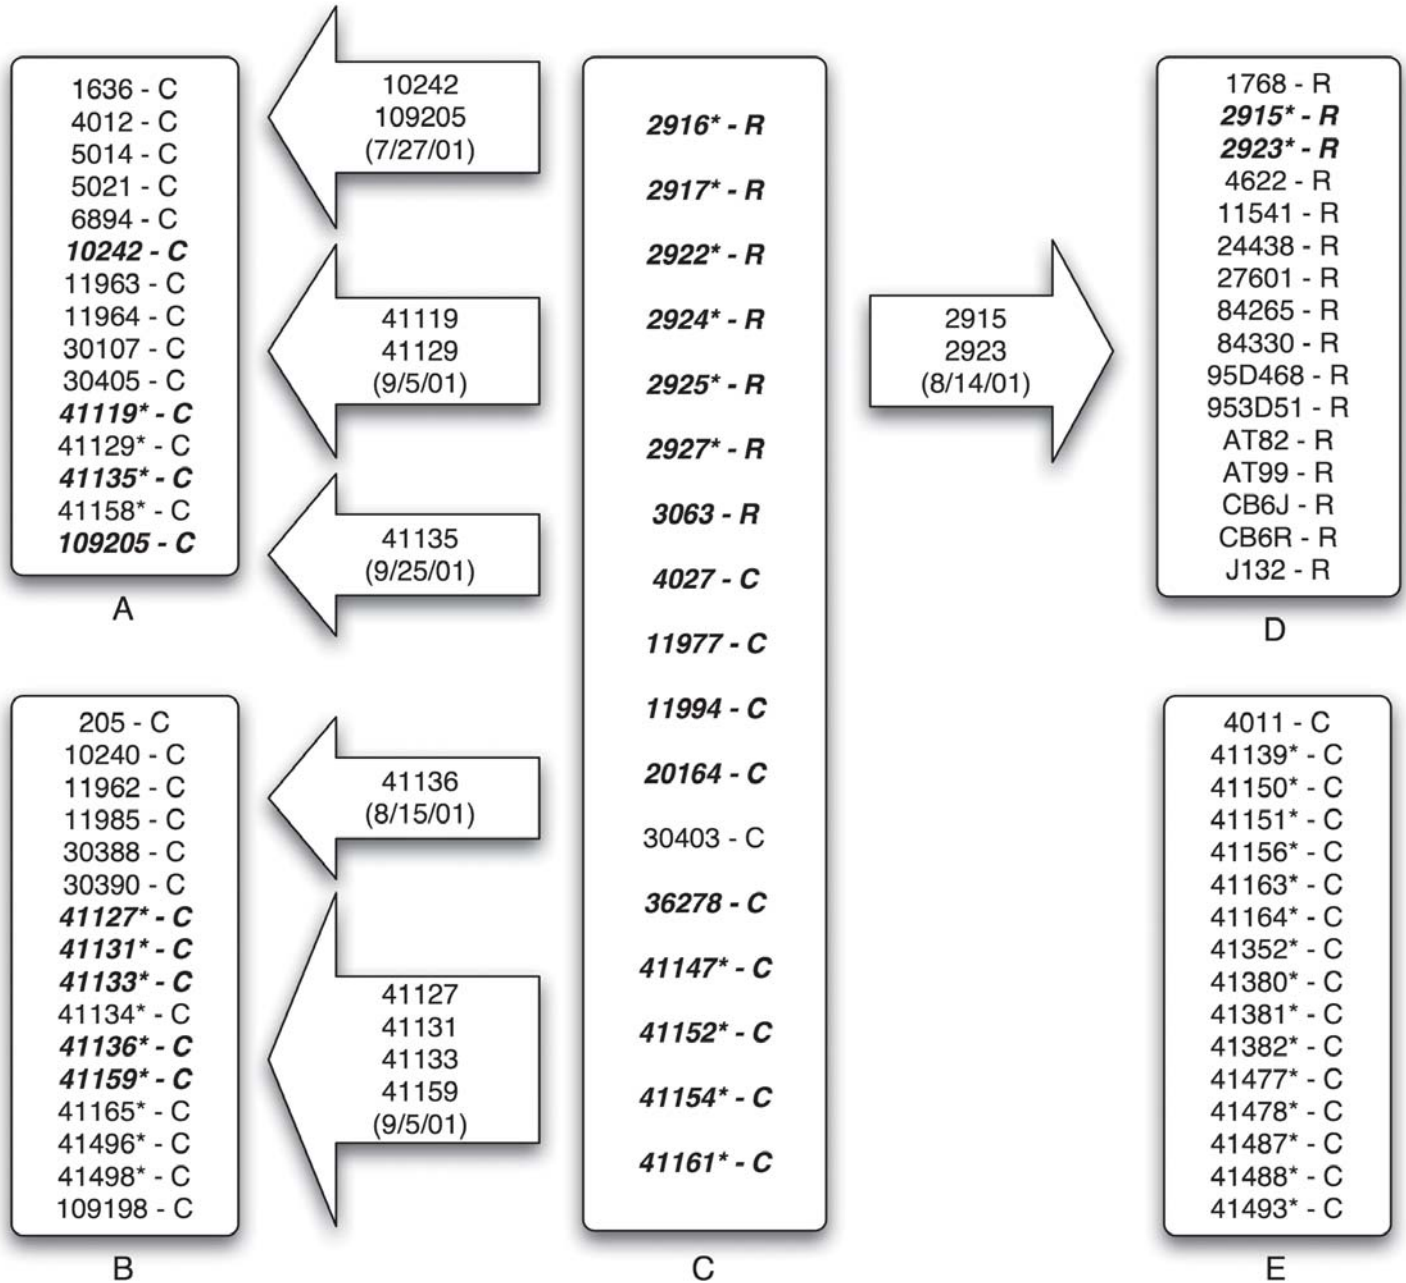 1636 - C
4012 - C
5014 - C
5021 - C
6894 - C
10242 - C
11963 - C
11964 - C
30107 - C
30405 - C
41119* - C
41129* - C
41135* - C
41158* - C
109205 - C
A
205 - C
10240 - C
11962 - C
11985 - C
30388 - C
30390 - C
41127* - C
41131* - C
41133* - C
41134* - C
41136* - C
41159* - C
41165* - C
41496* - C
41498* - C
109198 - C
B
10242
109205
(7/27/01)
41119
41129
(9/5/01)
41135
(9/25/01)
41136
(8/15/01)
41127
41131
41133
41159
(9/5/01)
2916* - R
2917* - R
2922* - R
2924* - R
2925* - R
2927* - R
3063 - R
4027 - C
11977 - C
11994 - C
20164 - C
30403 - C
36278 - C
41147* - C
41152* - C
41154* - C
41161* - C
C
2915
2923
(8/14/01)
1768 - R
2915* - R
2923* - R
4622 - R
11541 - R
24438 - R
27601 - R
84265 - R
84330 - R
95D468 - R
953D51 - R
AT82 - R
AT99 - R
CB6J - R
CB6R - R
J132 - R
D
4011 - C
41139* - C
41150* - C
41151* - C
41156* - C
41163* - C
41164* - C
41352* - C
41380* - C
41381* - C
41382* - C
41477* - C
41478* - C
41487* - C
41488* - C
41493* - C
E